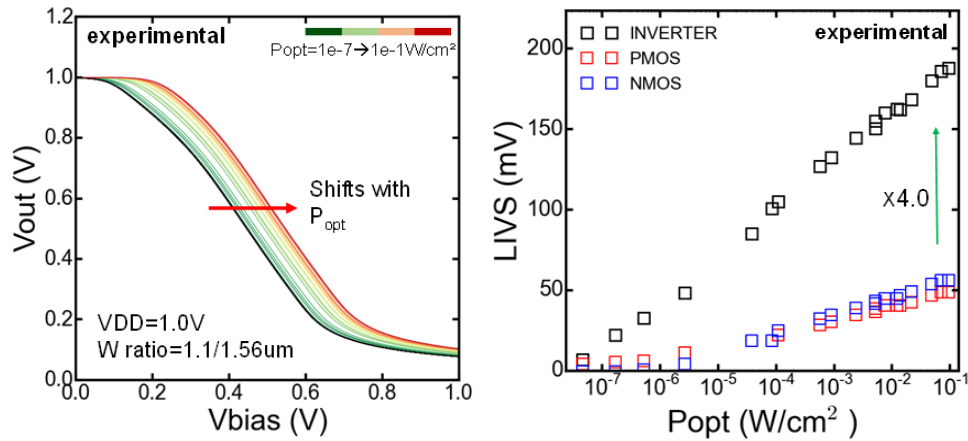 experimental
Popt=1e-7→1e-1W/cm²
1.2
1.0
0.8
0.6
0.4
0.2
0.0
Vout (V)
Shifts with
Popt
VDD=1.0V
W ratio=1.1/1.56um
0.0 0.2 0.4 0.6 0.8 1.0
Vbias (V)
INVERTER
experimental
PMOS
NMOS
200
150
100
50
0
LIVS (mV)
x4.0
10-7 10-6 10-5 10-4 10-3 10-2 10-1
Popt (W/cm2)